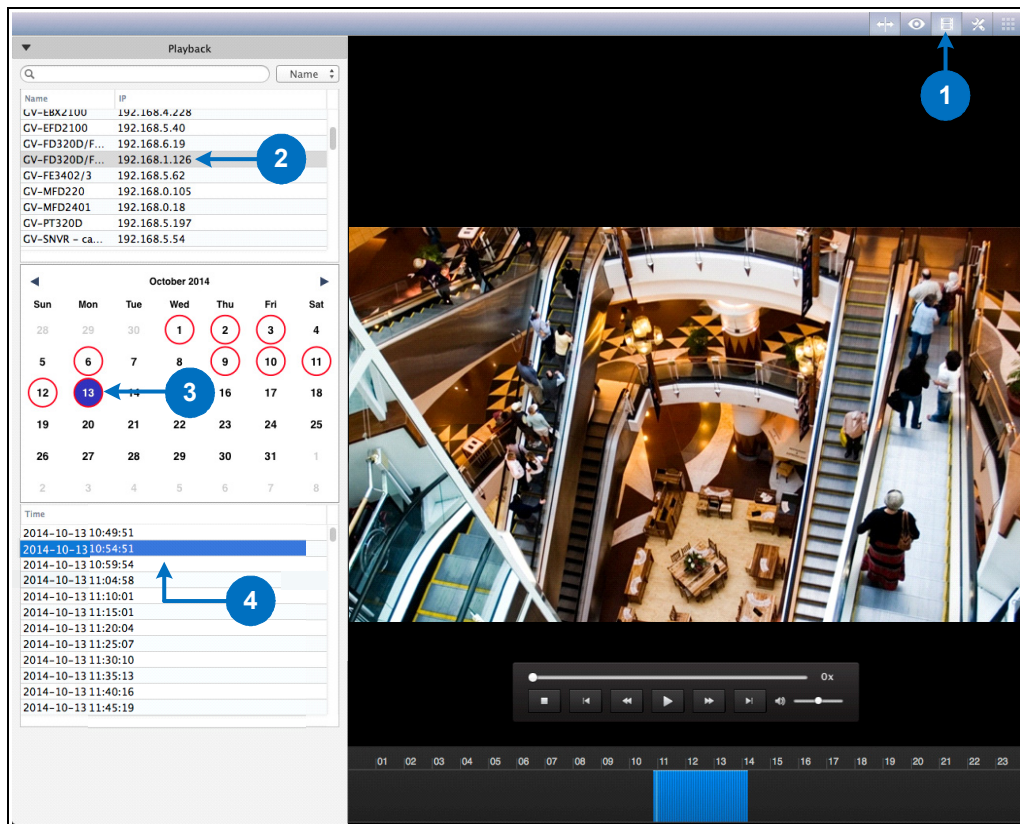 1
Playback
Name
Name IP
GV-EBX2100 192.168.4.228
GV-EFD2100 192.168.5.40
GV-FD320D/F... 192.168.6.19
GV-FD320D/F... 192.168.1.126
2
GV-FE3402/3 192.168.5.62
GV-MFD220 192.168.0.105
GV-MFD2401 192.168.0.18
GV-PT320D 192.168.5.197
GV-SNVR - ca... 192.168.5.54
October 2014
Sun Mon Tue Wed Thu Fri Sat
28 29 30 1 2 3 4
5 6 7 8 9 10 11
12 13 14 3 16 17 18
19 20 21 22 23 24 25
26 27 28 29 30 31 1
2 3 4 5 6 7 8
Time
2014-10-13 10:49:51
2014-10-13 10:54:51
2014-10-13 10:59:54
2014-10-13 11:04:58
2014-10-13 11:10:01
4
2014-10-13 11:15:01
2014-10-13 11:20:04
2014-10-13 11:25:07
2014-10-13 11:30:10
2014-10-13 11:35:13
2014-10-13 11:40:16
2014-10-13 11:45:19
0x
01 02 03 04 05 06 07 08 09 10 11 12 13 14 15 16 17 18 19 20 21 22 23